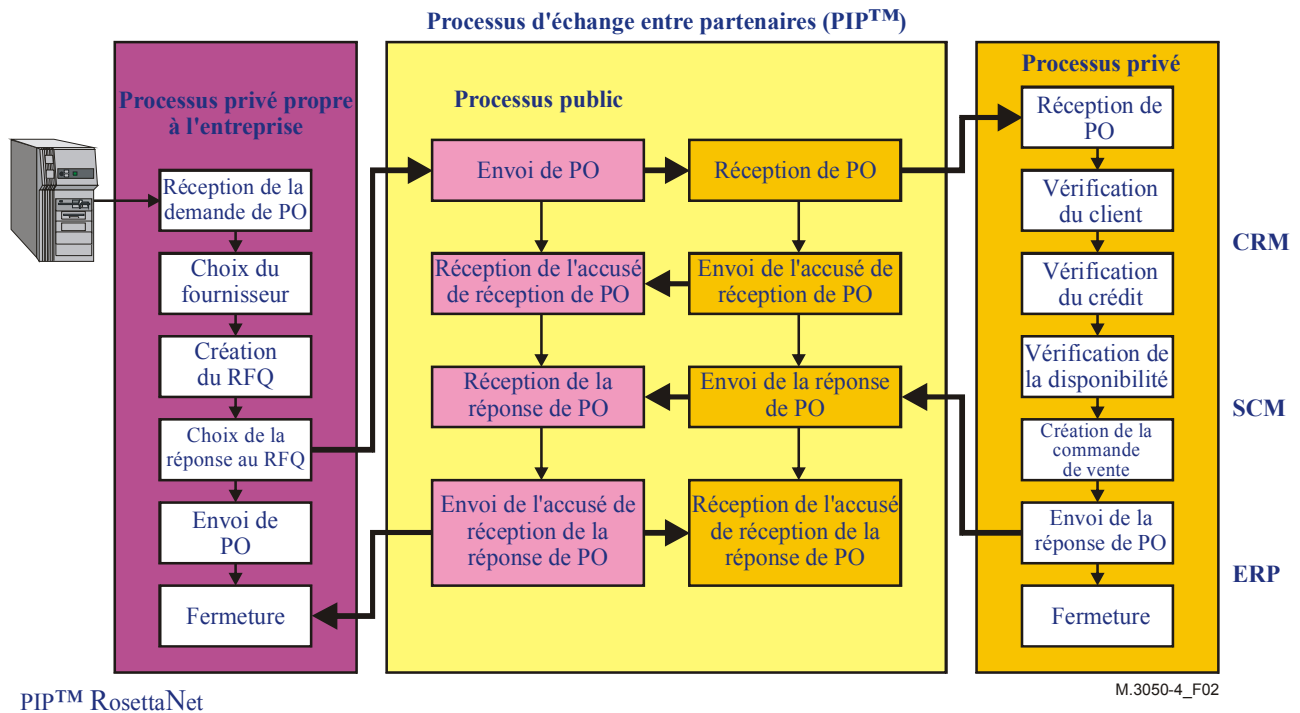 Processus d'échange entre partenaires (PIP™)
Processus privé propre
à l'entreprise
Réception de la
demande de PO
Choix du
fournisseur
Création
du RFQ
Choix de la
réponse au RFQ
Envoi de
PO
Fermeture
Processus public
Envoi de PO
Réception de PO
Réception de l'accusé
de réception de PO
Envoi de l'accusé de
réception de PO
Réception de la
réponse de PO
Envoi de la réponse
de PO
Envoi de l'accusé de
réception de la
réponse de PO
Réception de l'accusé
de réception de la
réponse de PO
Processus privé
Réception de
PO
Vérification
du client
Vérification
du crédit
Vérification de
la disponibilité
Création de la
commande
de vente
Envoi de la
réponse de PO
Fermeture
CRM
SCM
ERP
PIP™ RosettaNet
M.3050-4_F02